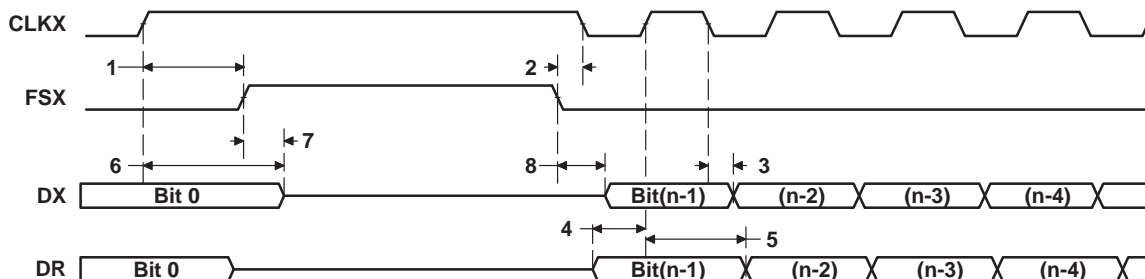 CLKX
1
2
FSX
7
6
8
3
DX
Bit 0
Bit(n-1)
(n-2)
(n-3)
(n-4)
4
5
DR
Bit 0
Bit(n-1)
(n-2)
(n-3)
(n-4)